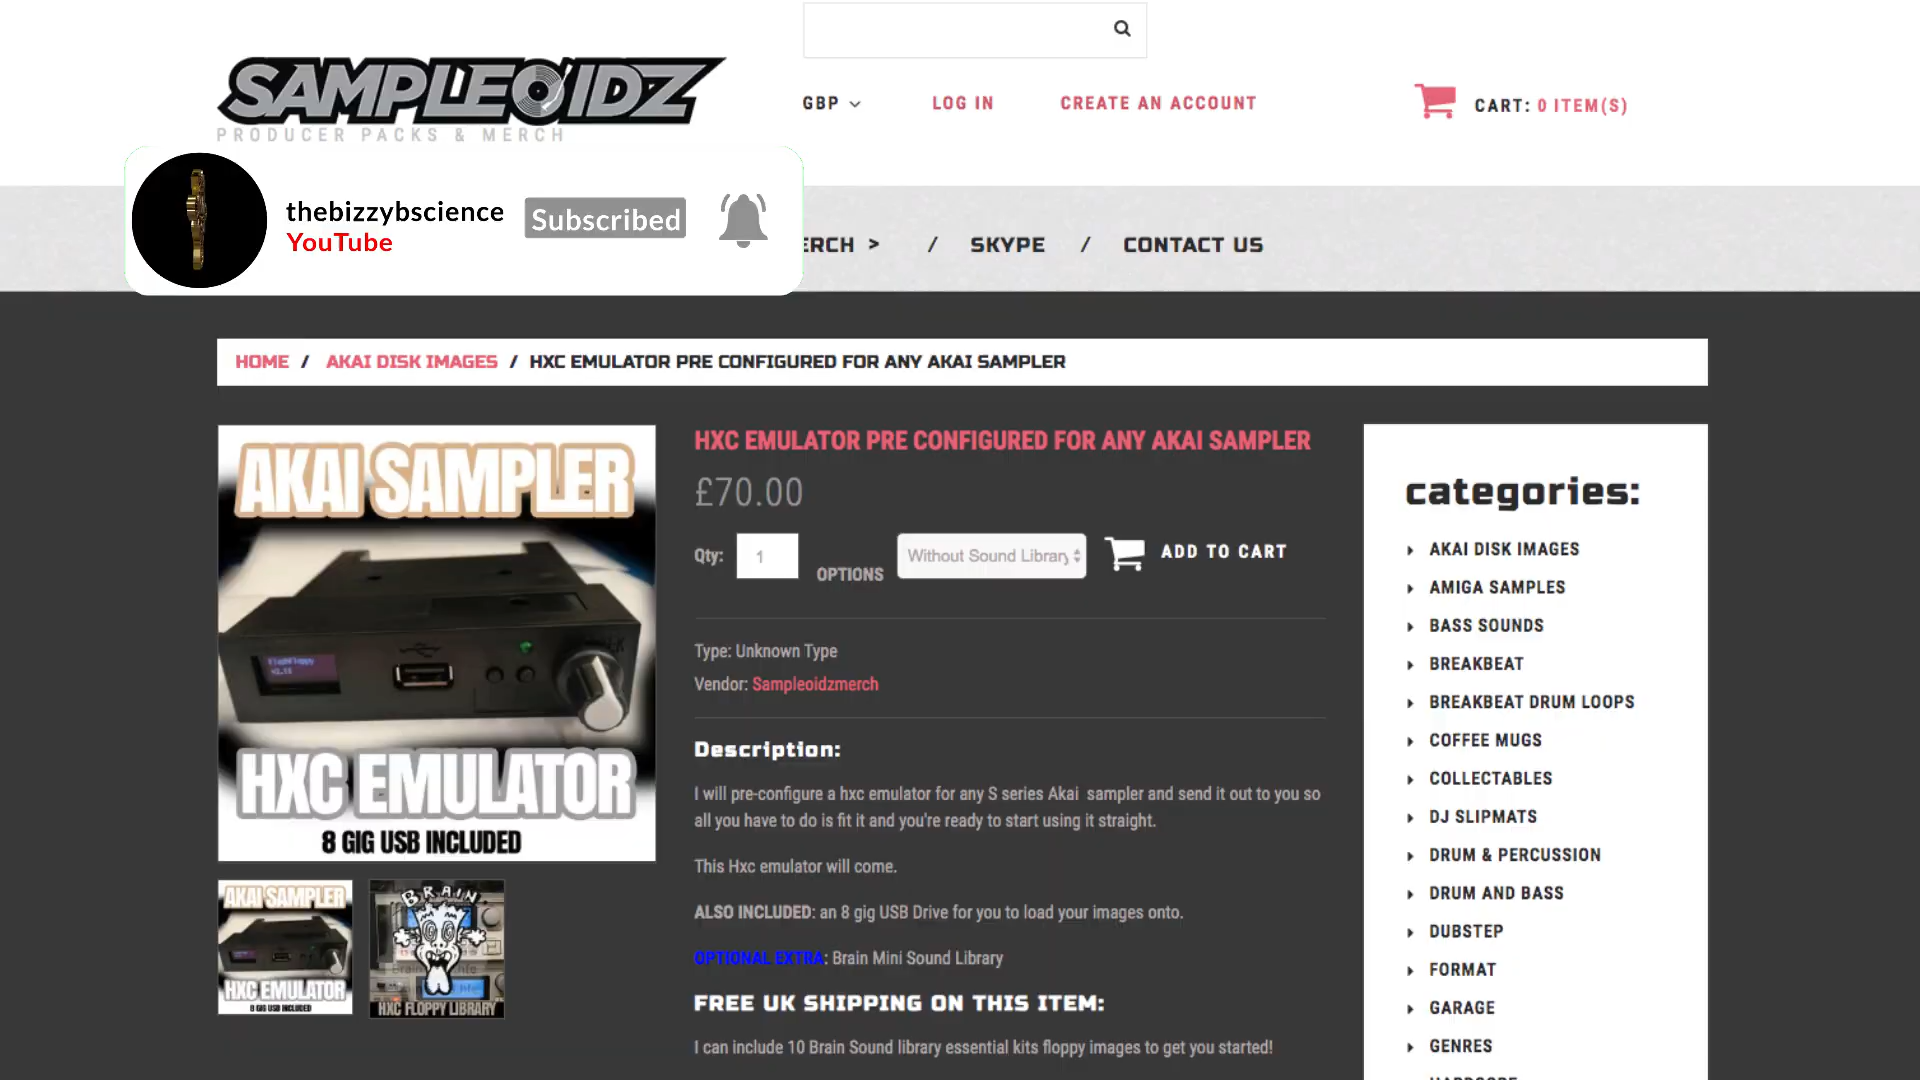 SAMPLEOIDZ
PRODUCER PACKS & MERCH
GBP
LOG IN
CREATE AN ACCOUNT
CART: 0 ITEM(S)
thebizzybscience
YouTube
Subscribed
ERCH >
/
SKYPE
/
CONTACT US
HOME / AKAI DISK IMAGES / HXC EMULATOR PRE CONFIGURED FOR ANY AKAI SAMPLER
AKAI SAMPLER
FlashFloppy
HXC EMULATOR
8 GIG USB INCLUDED
AKAI SAMPLER
HXC EMULATOR
8 GIG USB INCLUDED
BRAIN
HXC FLOPPY LIBRARY
HXC EMULATOR PRE CONFIGURED FOR ANY AKAI SAMPLER
£70.00
Qty: 1 OPTIONS Without Sound Library ADD TO CART
Type: Unknown Type
Vendor: Sampleoidzmerch
Description:
I will pre-configure a hxc emulator for any S series Akai sampler and send it out to you so
all you have to do is fit it and you're ready to start using it straight.
This Hxc emulator will come.
ALSO INCLUDED: an 8 gig USB Drive for you to load your images onto.
OPTIONAL EXTRA: Brain Mini Sound Library
FREE UK SHIPPING ON THIS ITEM:
I can include 10 Brain Sound library essential kits floppy images to get you started!
categories:
AKAI DISK IMAGES
AMIGA SAMPLES
BASS SOUNDS
BREAKBEAT
BREAKBEAT DRUM LOOPS
COFFEE MUGS
COLLECTABLES
DJ SLIPMATS
DRUM & PERCUSSION
DRUM AND BASS
DUBSTEP
FORMAT
GARAGE
GENRES